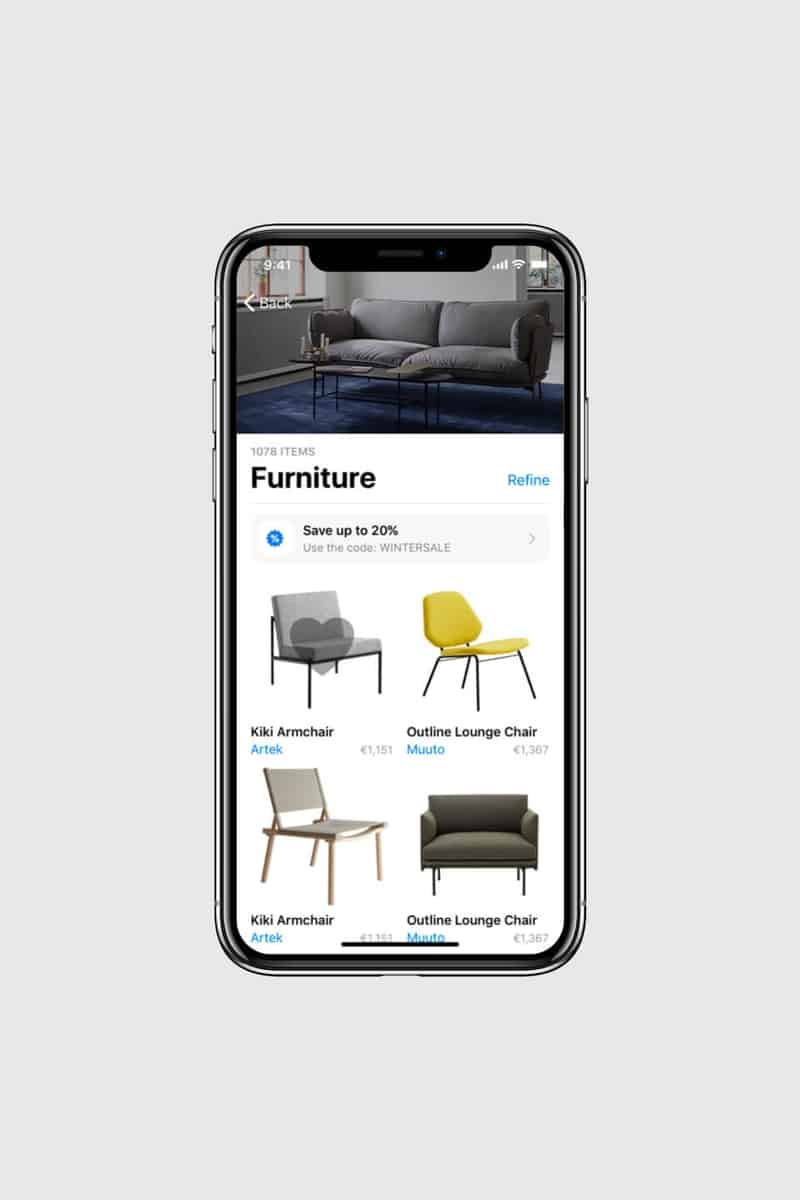 9:41
Back
1078 ITEMS
Furniture
Refine
Save up to 20%
Use the code: WINTERSALE
Kiki Armchair
Artek
€1,151
Outline Lounge Chair
Muuto
€1,367
Kiki Armchair
Artek
€1,151
Outline Lounge Chair
Muuto
€1,367